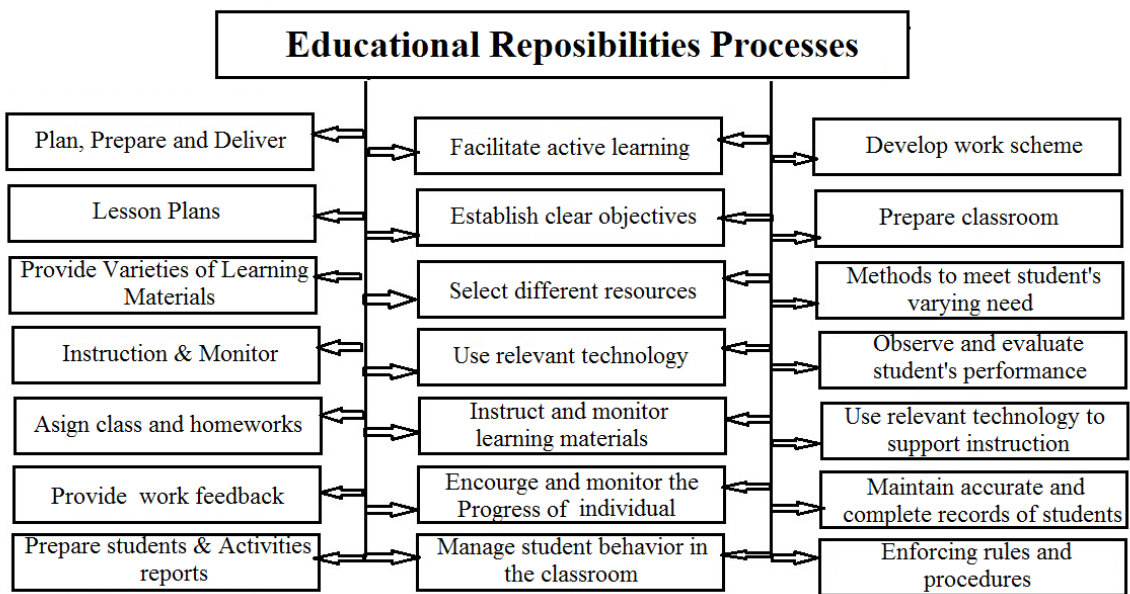 Educational Reposibilities Processes
Plan, Prepare and Deliver
Facilitate active learning
Develop work scheme
Lesson Plans
Establish clear objectives
Prepare classroom
Provide Varieties of Learning
Materials
Select different resources
Methods to meet student's
varying need
Instruction & Monitor
Use relevant technology
Observe and evaluate
student's performance
Asign class and homeworks
Instruct and monitor
learning materials
Use relevant technology to
support instruction
Provide work feedback
Encourge and monitor the
Progress of individual
Maintain accurate and
complete records of students
Prepare students & Activities
reports
Manage student behavior in
the classroom
Enforcing rules and
procedures